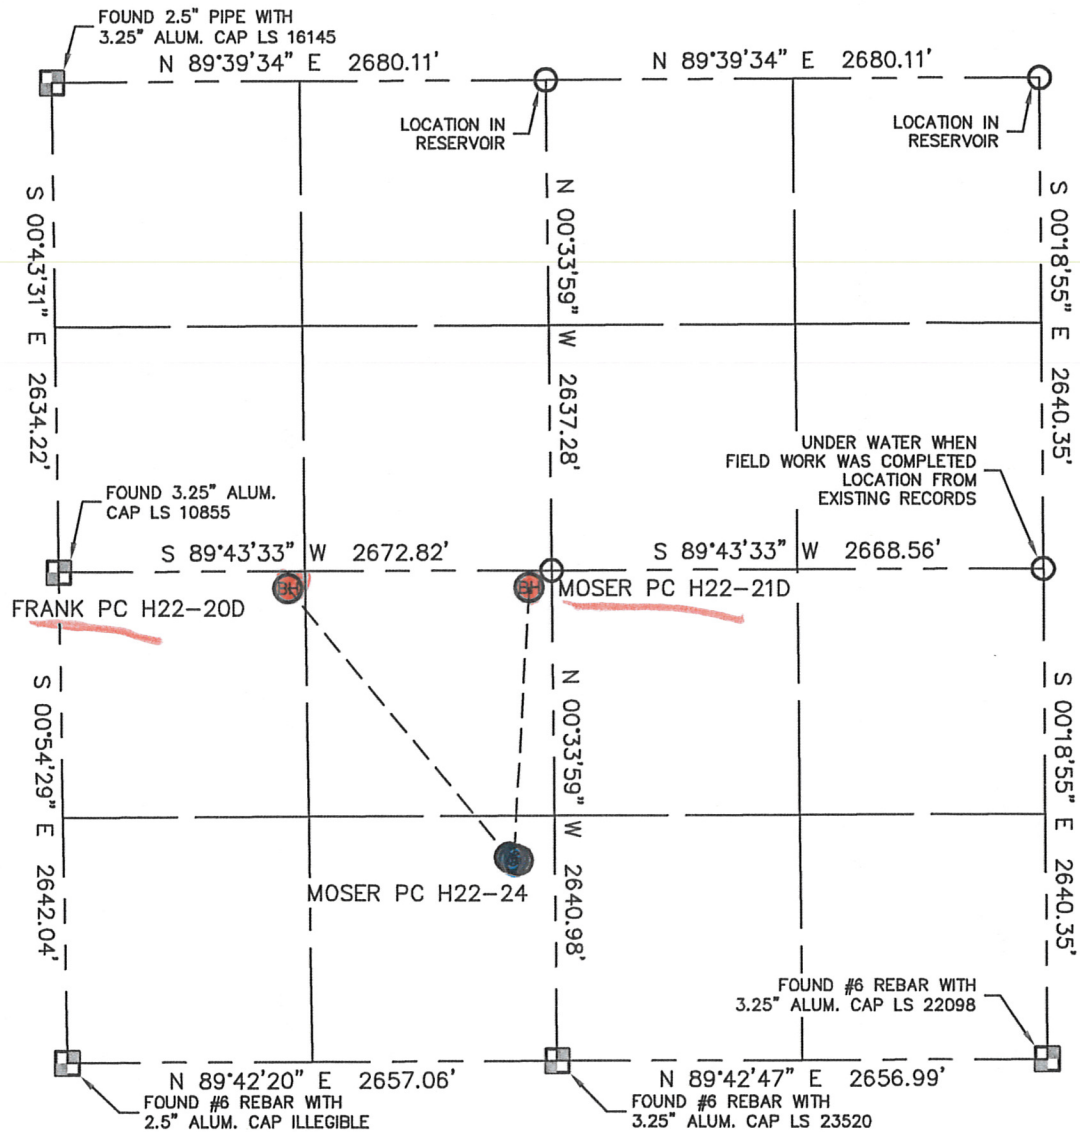 FOUND 2.5" PIPE WITH
3.25" ALUM. CAP LS 16145
N 89°39'34" E 2680.11'
N 89°39'34" E 2680.11'
LOCATION IN
RESERVOIR
LOCATION IN
RESERVOIR
S 00°43'31" E 2634.22'
N 00°33'59" W 2637.28'
S 00°18'55" E 2640.35'
UNDER WATER WHEN
FIELD WORK WAS COMPLETED
LOCATION FROM
EXISTING RECORDS
FOUND 3.25" ALUM.
CAP LS 10855
S 89°43'33" W 2672.82'
S 89°43'33" W 2668.56'
BH
BH
FRANK PC H22-20D
MOSER PC H22-21D
S 00°54'29" E 2642.04'
N 00°33'59" W 2640.98'
S 00°18'55" E 2640.35'
MOSER PC H22-24
FOUND #6 REBAR WITH
3.25" ALUM. CAP LS 22098
N 89°42'20" E 2657.06'
N 89°42'47" E 2656.99'
FOUND #6 REBAR WITH
2.5" ALUM. CAP ILLEGIBLE
FOUND #6 REBAR WITH
3.25" ALUM. CAP LS 23520